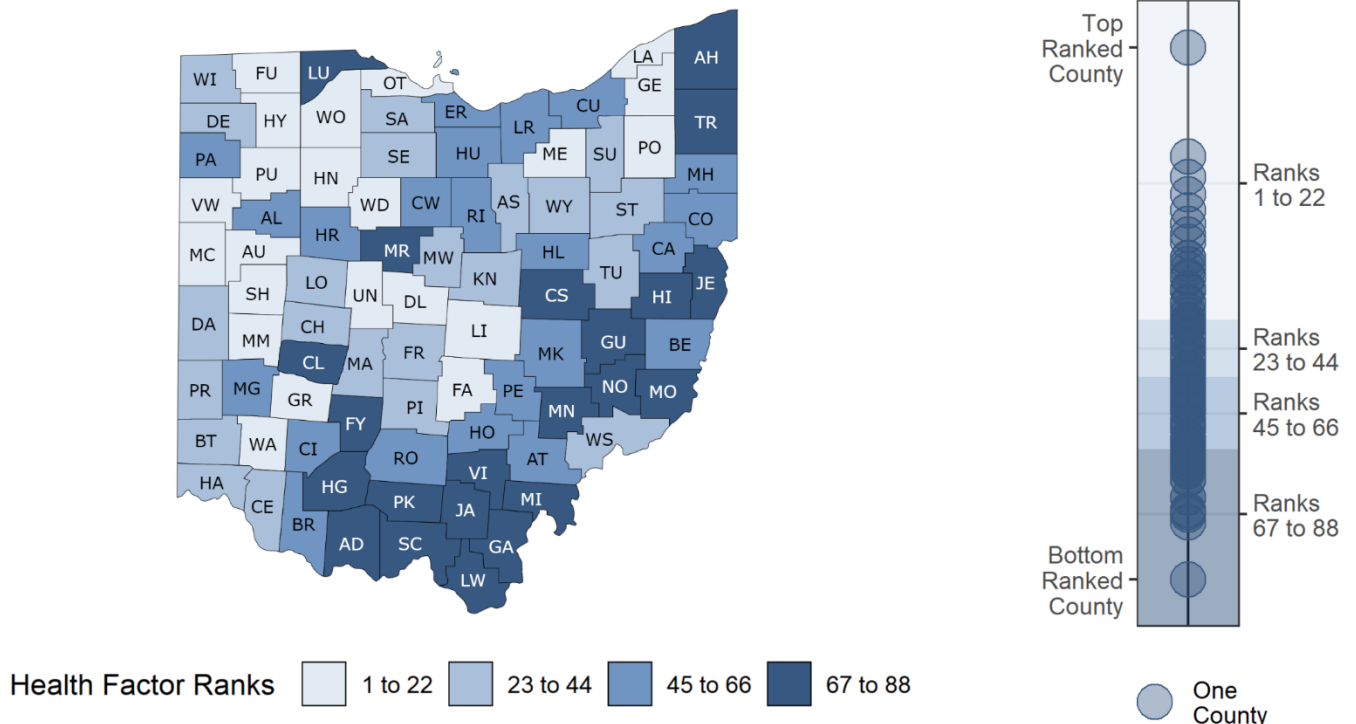 LA AH
WI FU LU OT GE
DE HY WO SA ER LR CU TR
PA PU HN SE HU ME SU PO MH
VW AL WD CW RI AS WY ST CO
MC AU HR MR MW HL CA
SH LO UN DL KN CS TU HI JE
DA MM CH LI GU BE
CL MA FR MK
PR MG GR PI FA PE MN NO MO
BT WA CI FY HO WS
RO AT
HA CE HG VI MI
BR PK JA
AD SC GA
LW
Health Factor Ranks 1 to 22 23 to 44 45 to 66 67 to 88
Top
Ranked
County
Ranks
1 to 22
Ranks
23 to 44
Ranks
45 to 66
Ranks
67 to 88
Bottom
Ranked
County
One
County